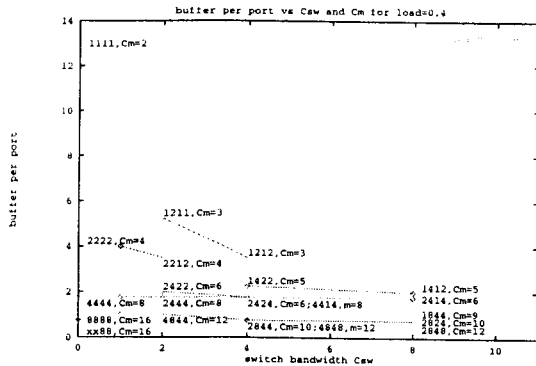 buffer per port vs Csw and Cm for load=0.4
14
1111,Cm=2
12
10
8
buffer per port
6
1211,Cm=3
4
2222,Cm=4
1212,Cm=3
2212,Cm=4
2
2422,Cm=6
1422,Cm=5
1412,Cm=5
4444,Cm=8
2444,Cm=8
2424,Cm=6;4414,m=8
2414,Cm=6
8888,Cm=16
4844,Cm=12
2844,Cm=10;4848,m=12
1844,Cm=9
2824,Cm=10
xx88,Cm=16
2848,Cm=12
0
0 2 4 6 8 10
switch bandwidth Csw